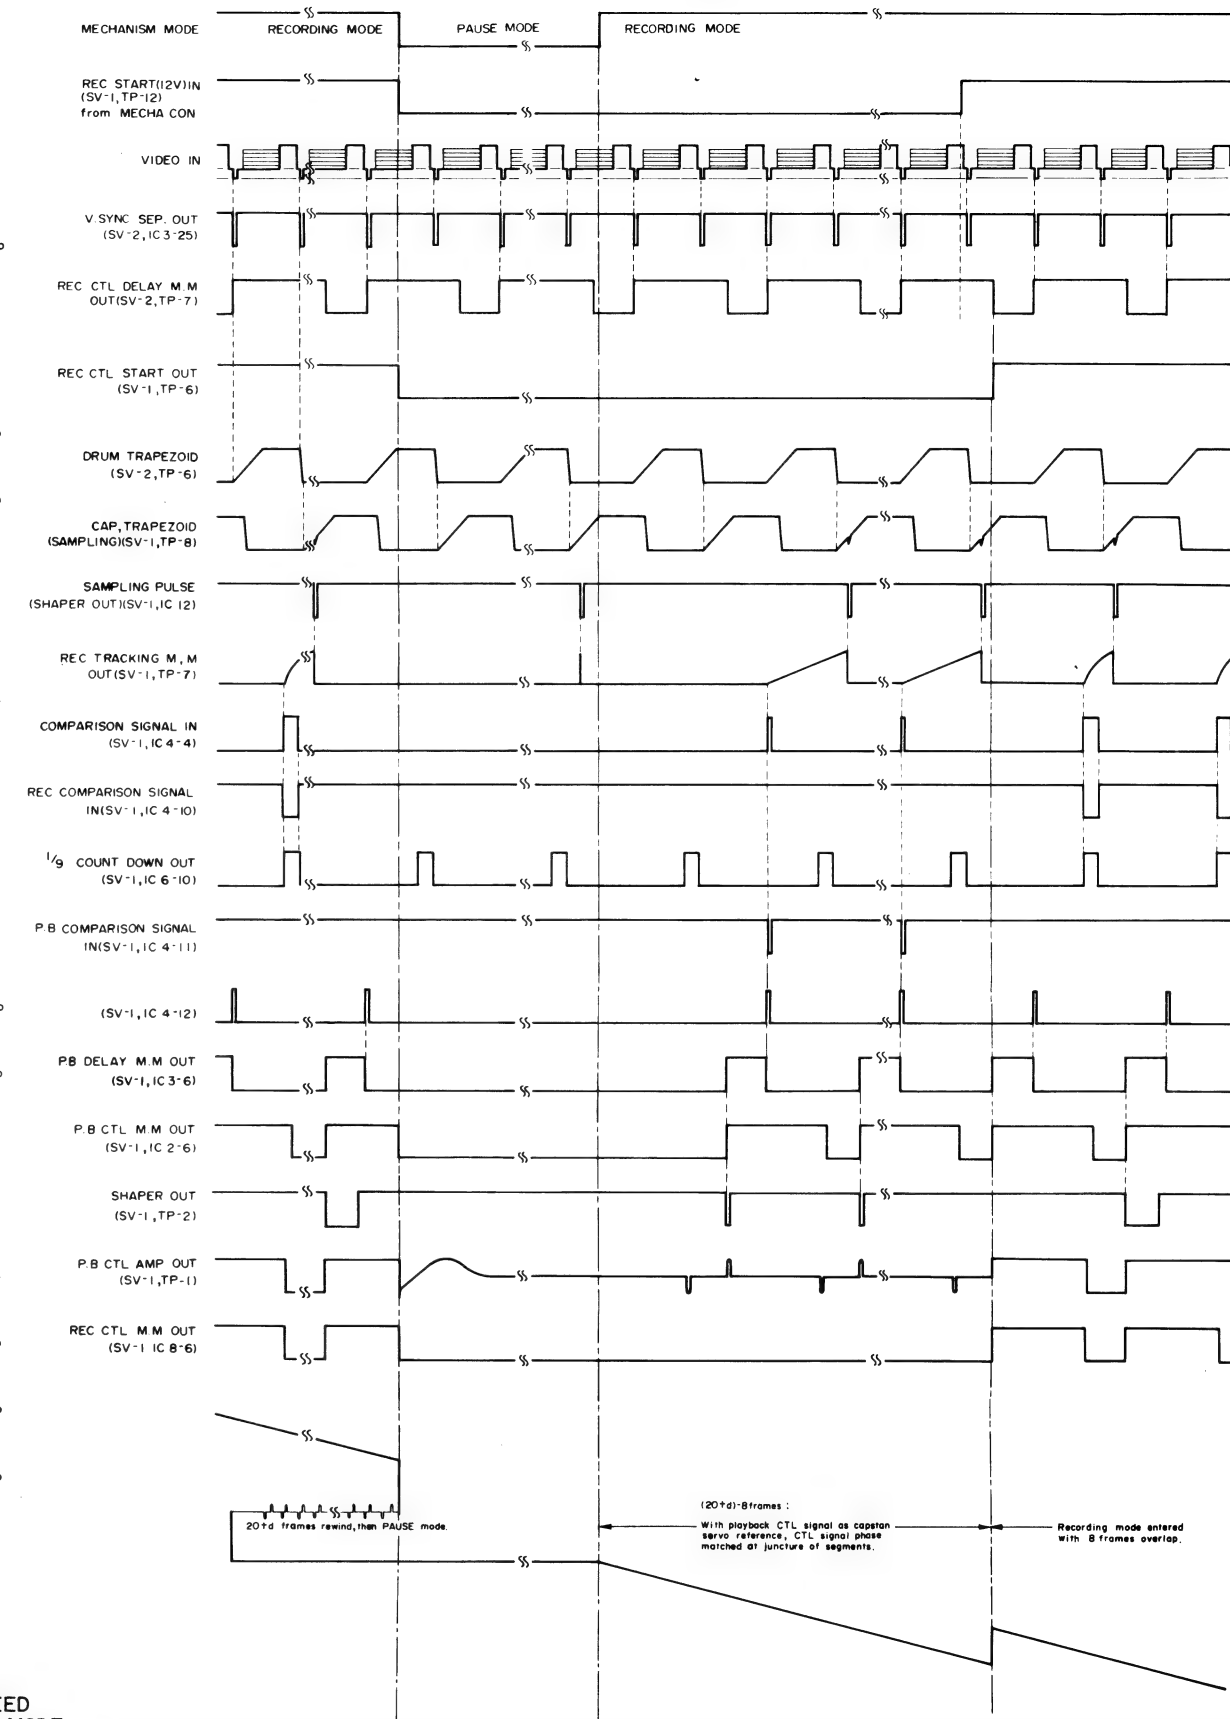 MECHANISM MODE
RECORDING MODE
PAUSE MODE
RECORDING MODE
REC START(12V)IN
(SV-1,TP-12)
from MECHA CON
VIDEO IN
V.SYNC SEP. OUT
(SV-2,IC3-25)
REC CTL DELAY M.M
OUT(SV-2,TP-7)
REC CTL START OUT
(SV-1,TP-6)
DRUM TRAPEZOID
(SV-2,TP-6)
CAP,TRAPEZOID
(SAMPLING)(SV-1,TP-8)
SAMPLING PULSE
(SHAPER OUT)(SV-1,IC 12)
REC TRACKING M,M
OUT(SV-1,TP-7)
COMPARISON SIGNAL IN
(SV-1,IC 4-4)
REC COMPARISON SIGNAL
IN(SV-1,IC 4-10)
1/9 COUNT DOWN OUT
(SV-1,IC 6-10)
P.B COMPARISON SIGNAL
IN(SV-1,IC 4-11)
(SV-1,IC 4-12)
P.B DELAY M.M OUT
(SV-1,IC 3-6)
P.B CTL M.M OUT
(SV-1,IC 2-6)
SHAPER OUT
(SV-1,TP-2)
P.B CTL AMP OUT
(SV-1,TP-1)
REC CTL M.M OUT
(SV-1 IC 8-6)
20+d frames rewind, then PAUSE mode.
(20+d)-8frames :
With playback CTL signal as capstan
servo reference, CTL signal phase
matched at juncture of segments.
Recording mode entered
with 8 frames overlap.